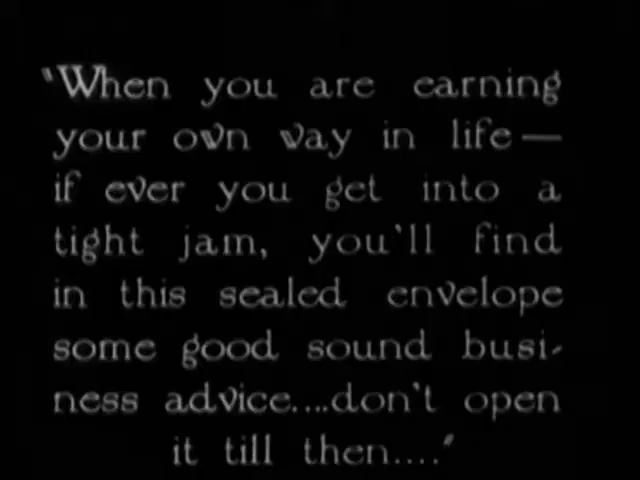 "When you are earning
your own way in life—
if ever you get into a
tight jam, you'll find
in this sealed envelope
some good sound busi-
ness advice....don't open
it till then...."